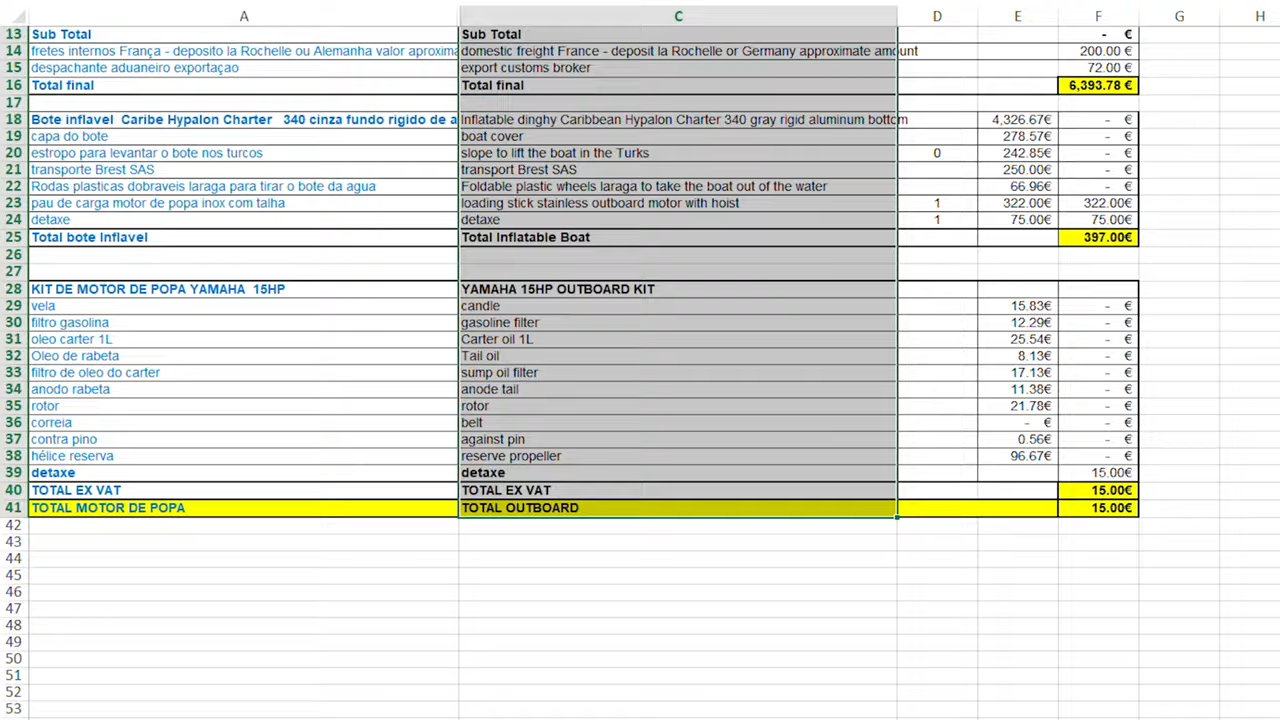 A C D E F G H
13 Sub Total Sub Total - €
14 fretes internos França - deposito la Rochelle ou Alemanha valor aproxima domestic freight France - deposit la Rochelle or Germany approximate amount 200.00 €
15 despachante aduaneiro exportaçao export customs broker 72.00 €
16 Total final Total final 6,393.78 €
17
18 Bote inflavel Caribe Hypalon Charter 340 cinza fundo rigido de a Inflatable dinghy Caribbean Hypalon Charter 340 gray rigid aluminum bottom 4,326.67€ - €
19 capa do bote boat cover 278.57€ - €
20 estropo para levantar o bote nos turcos slope to lift the boat in the Turks 0 242.85€ - €
21 transporte Brest SAS transport Brest SAS 250.00€ - €
22 Rodas plasticas dobraveis laraga para tirar o bote da agua Foldable plastic wheels laraga to take the boat out of the water 66.96€ - €
23 pau de carga motor de popa inox com talha loading stick stainless outboard motor with hoist 1 322.00€ 322.00€
24 detaxe detaxe 1 75.00€ 75.00€
25 Total bote Inflavel Total Inflatable Boat 397.00€
26
27
28 KIT DE MOTOR DE POPA YAMAHA 15HP YAMAHA 15HP OUTBOARD KIT
29 vela candle 15.83€ - €
30 filtro gasolina gasoline filter 12.29€ - €
31 oleo carter 1L Carter oil 1L 25.54€ - €
32 Oleo de rabeta Tail oil 8.13€ - €
33 filtro de oleo do carter sump oil filter 17.13€ - €
34 anodo rabeta anode tail 11.38€ - €
35 rotor rotor 21.78€ - €
36 correia belt - € - €
37 contra pino against pin 0.56€ - €
38 hélice reserva reserve propeller 96.67€ - €
39 detaxe detaxe 15.00€
40 TOTAL EX VAT TOTAL EX VAT 15.00€
41 TOTAL MOTOR DE POPA TOTAL OUTBOARD 15.00€
42
43
44
45
46
47
48
49
50
51
52
53